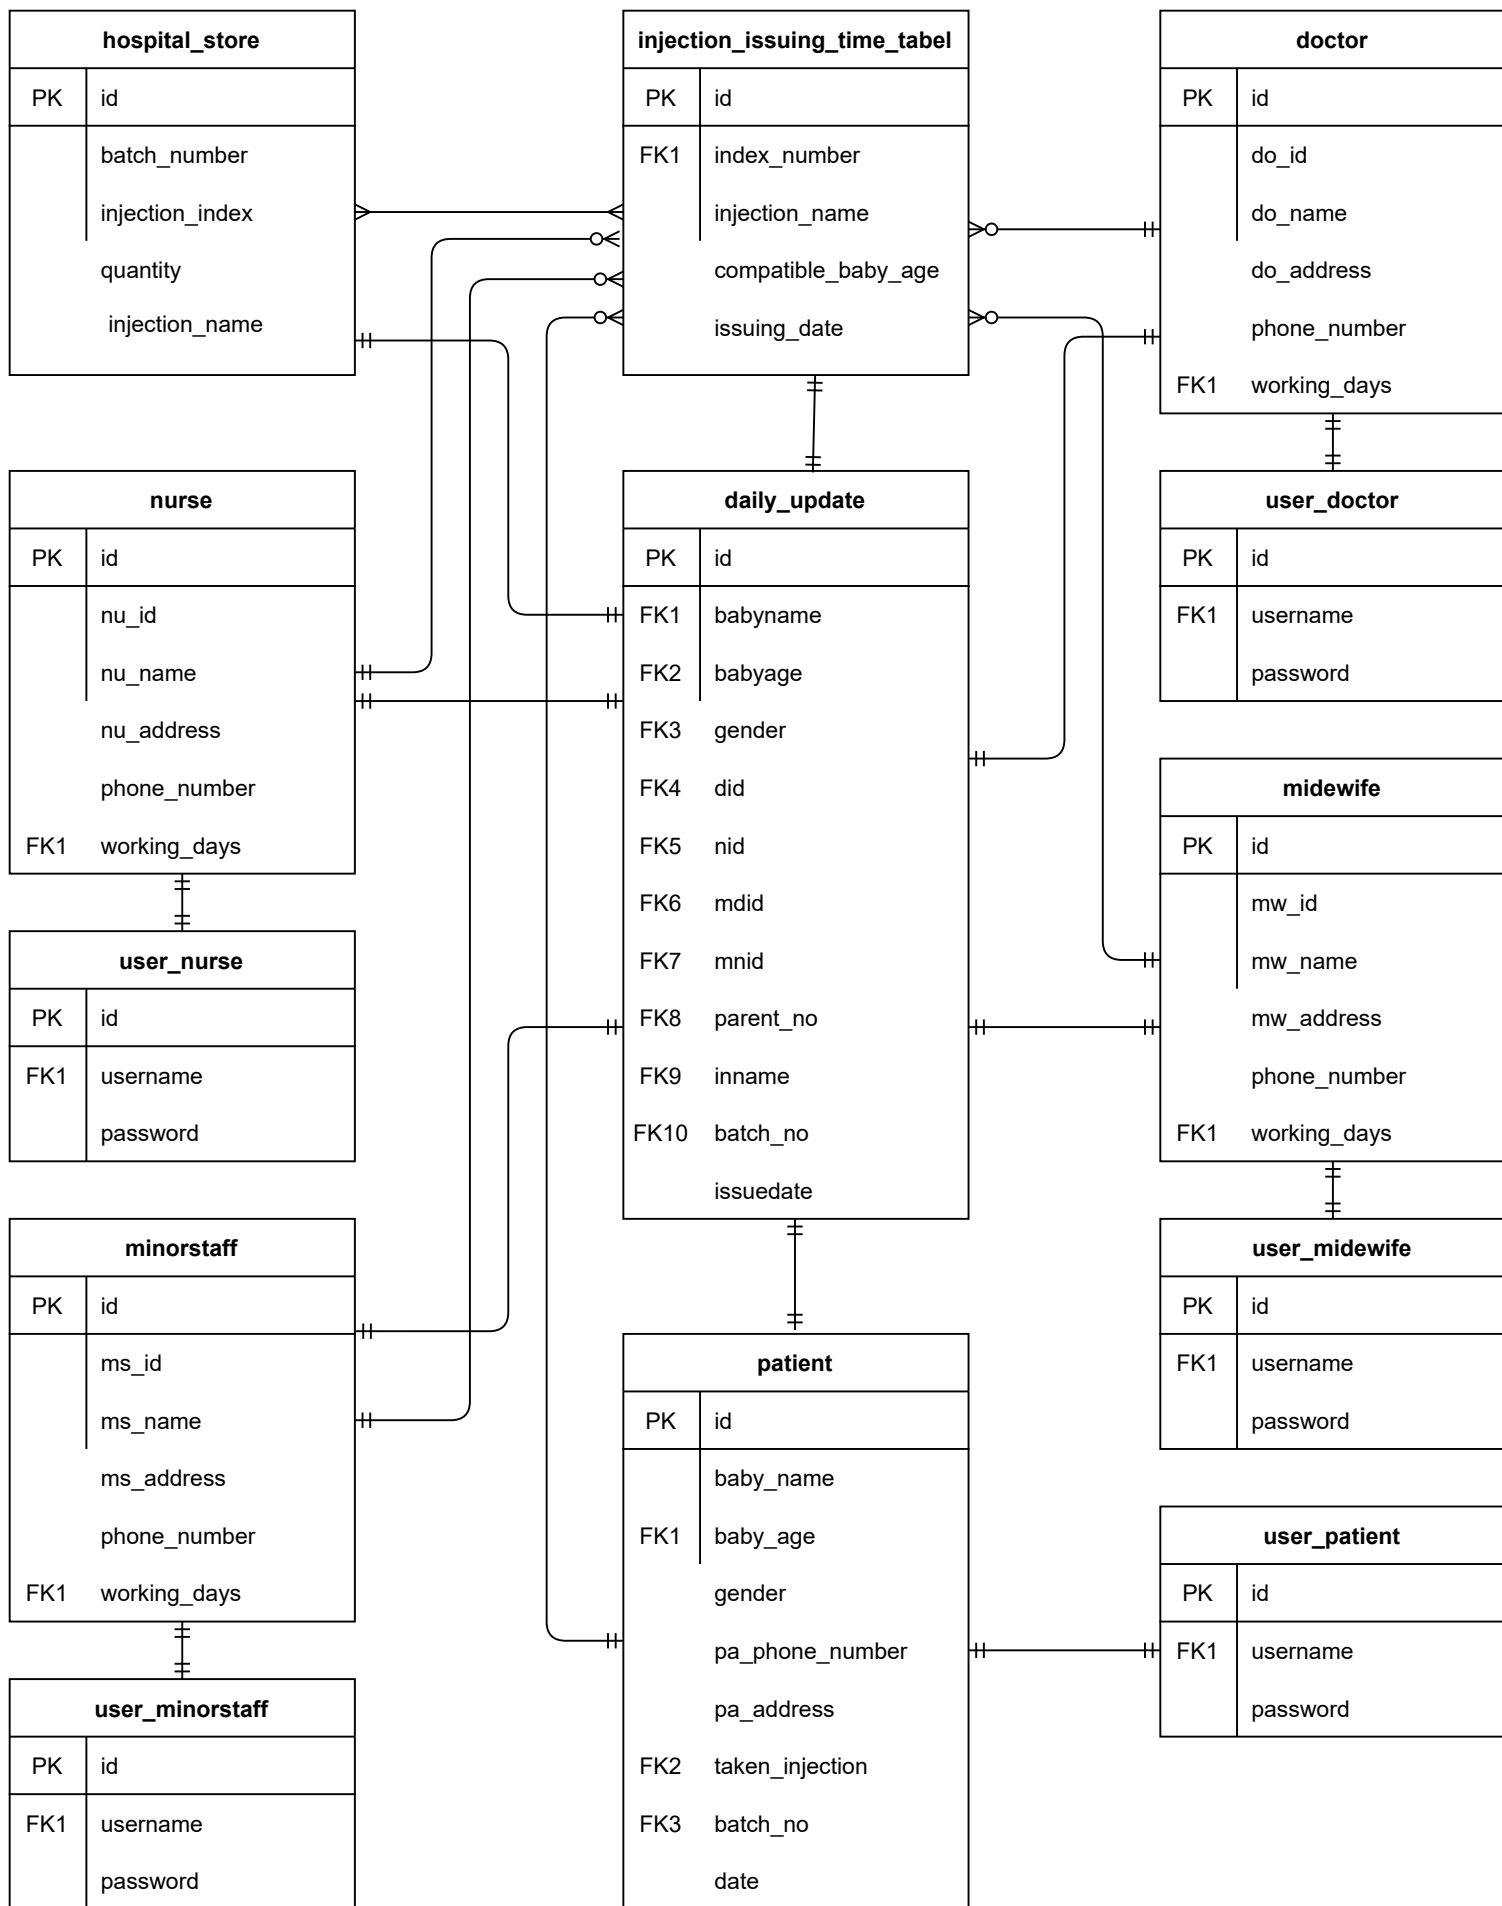 hospital_store
PK id
batch_number
injection_index
quantity
injection_name
injection_issuing_time_tabel
PK id
FK1 index_number
injection_name
compatible_baby_age
issuing_date
doctor
PK id
do_id
do_name
do_address
phone_number
FK1 working_days
nurse
PK id
nu_id
nu_name
nu_address
phone_number
FK1 working_days
daily_update
PK id
FK1 babyname
FK2 babyage
FK3 gender
FK4 did
FK5 nid
FK6 mdid
FK7 mnid
FK8 parent_no
FK9 inname
FK10 batch_no
issuedate
user_doctor
PK id
FK1 username
password
midewife
PK id
mw_id
mw_name
mw_address
phone_number
FK1 working_days
user_nurse
PK id
FK1 username
password
minorstaff
PK id
ms_id
ms_name
ms_address
phone_number
FK1 working_days
patient
PK id
baby_name
FK1 baby_age
gender
pa_phone_number
pa_address
FK2 taken_injection
FK3 batch_no
date
user_midewife
PK id
FK1 username
password
user_patient
PK id
FK1 username
password
user_minorstaff
PK id
FK1 username
password